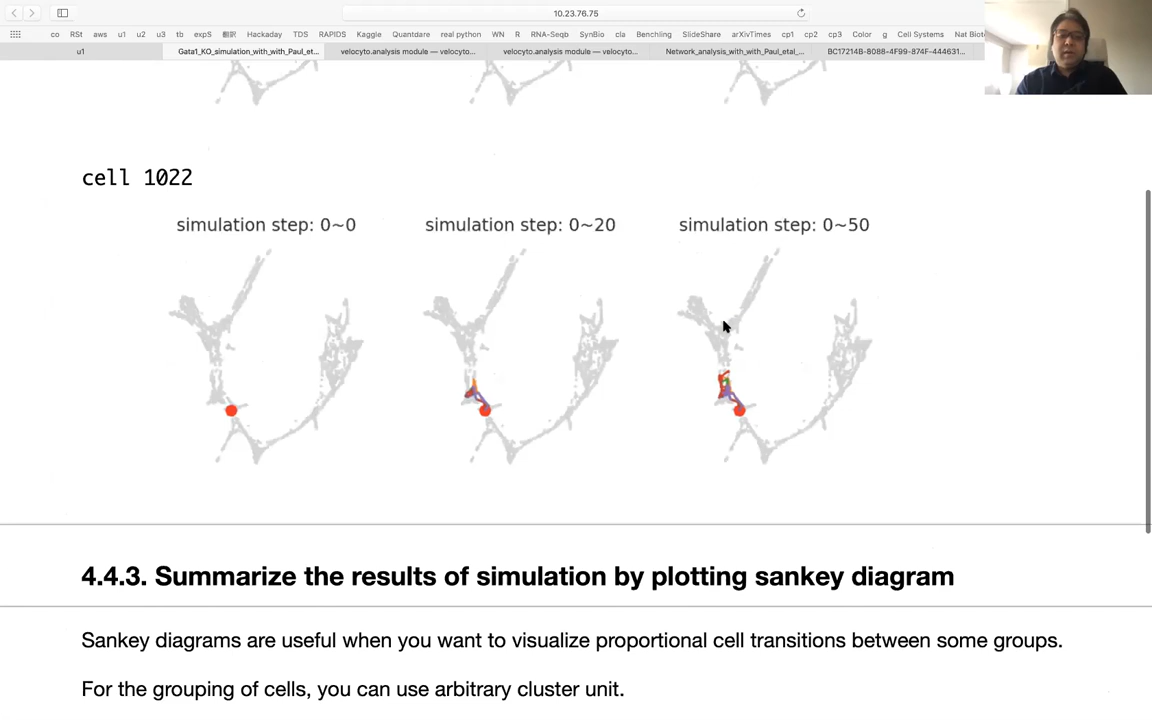 10.23.76.75
co RSt aws u1 u2 u3 tb expS 翻訳 Hackaday TDS RAPIDS Kaggle Quantdare real python WN R RNA-Seqb SynBio cla Benchling SlideShare arXivTimes cp1 cp2 cp3 Color g Cell Systems Nat Biot
u1 Gata1_KO_simulation_with_with_Paul_et... velocyto.analysis module — velocyto... velocyto.analysis module — velocyto... Network_analysis_with_with_Paul_etal_... BC17214B-8088-4F99-874F-444631...
cell 1022
simulation step: 0~0 simulation step: 0~20 simulation step: 0~50
4.4.3. Summarize the results of simulation by plotting sankey diagram
Sankey diagrams are useful when you want to visualize proportional cell transitions between some groups.
For the grouping of cells, you can use arbitrary cluster unit.